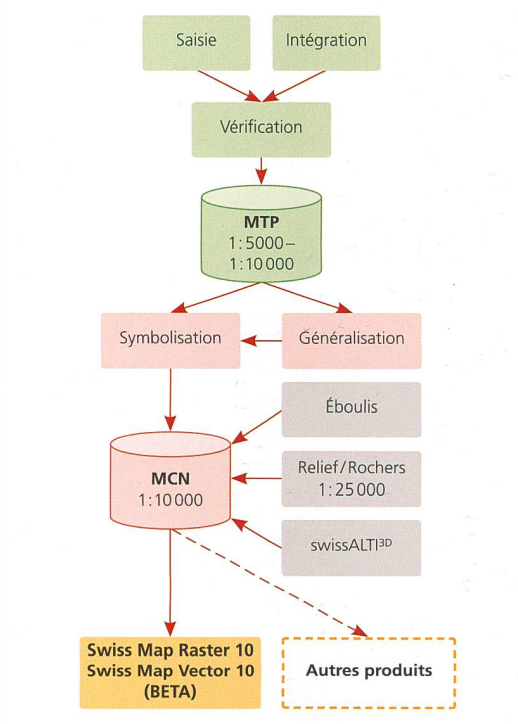 Saisie
Intégration
Vérification
MTP
1:5000–
1:10 000
Symbolisation
Généralisation
Éboulis
MCN
1:10 000
Relief/Rochers
1:25 000
swissALTI3D
Swiss Map Raster 10
Swiss Map Vector 10
(BETA)
Autres produits